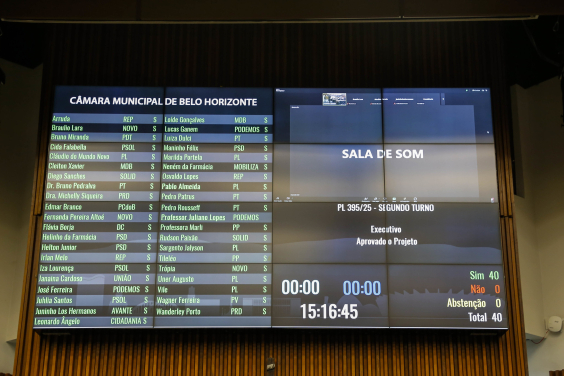 CÂMARA MUNICIPAL DE BELO HORIZONTE
Arruda REP S
Braulio Lara NOVO S
Bruno Miranda PDT S
Cida Falabella PSOL S
Cláudio do Mundo Novo PL S
Cleiton Xavier MDB S
Diego Sanches SOLID S
Dr. Bruno Pedralva PT S
Dra. Michelly Siqueira PRD S
Edmar Branco PCdoB S
Fernanda Pereira Altoé NOVO S
Flávia Borja DC S
Helinho da Farmácia PSD S
Helton Junior PSD S
Irlan Melo REP S
Iza Lourença PSOL S
Janaina Cardoso UNIÃO S
José Ferreira PODEMOS S
Juhlia Santos PSOL S
Juninho Los Hermanos AVANTE S
Leonardo Ângelo CIDADANIA S
Loíde Gonçalves MDB S
Lucas Ganem PODEMOS S
Luiza Dulci PT S
Maninho Félix PSD S
Marilda Portela PL S
Neném da Farmácia MOBILIZA S
Osvaldo Lopes REP S
Pablo Almeida PL S
Pedro Patrus PT S
Pedro Rousseff PT S
Professor Juliano Lopes PODEMOS
Professora Marli PP S
Rudson Paixão SOLID S
Sargento Jalyson PL S
Tileléo PP S
Trópia NOVO S
Uner Augusto PL S
Vile PL S
Wagner Ferreira PV S
Wanderley Porto PRD S
SALA DE SOM
PL 395/25 - SEGUNDO TURNO
Executivo
Aprovado o Projeto
00:00 00:00
15:16:45
Sim 40
Não 0
Abstenção 0
Total 40